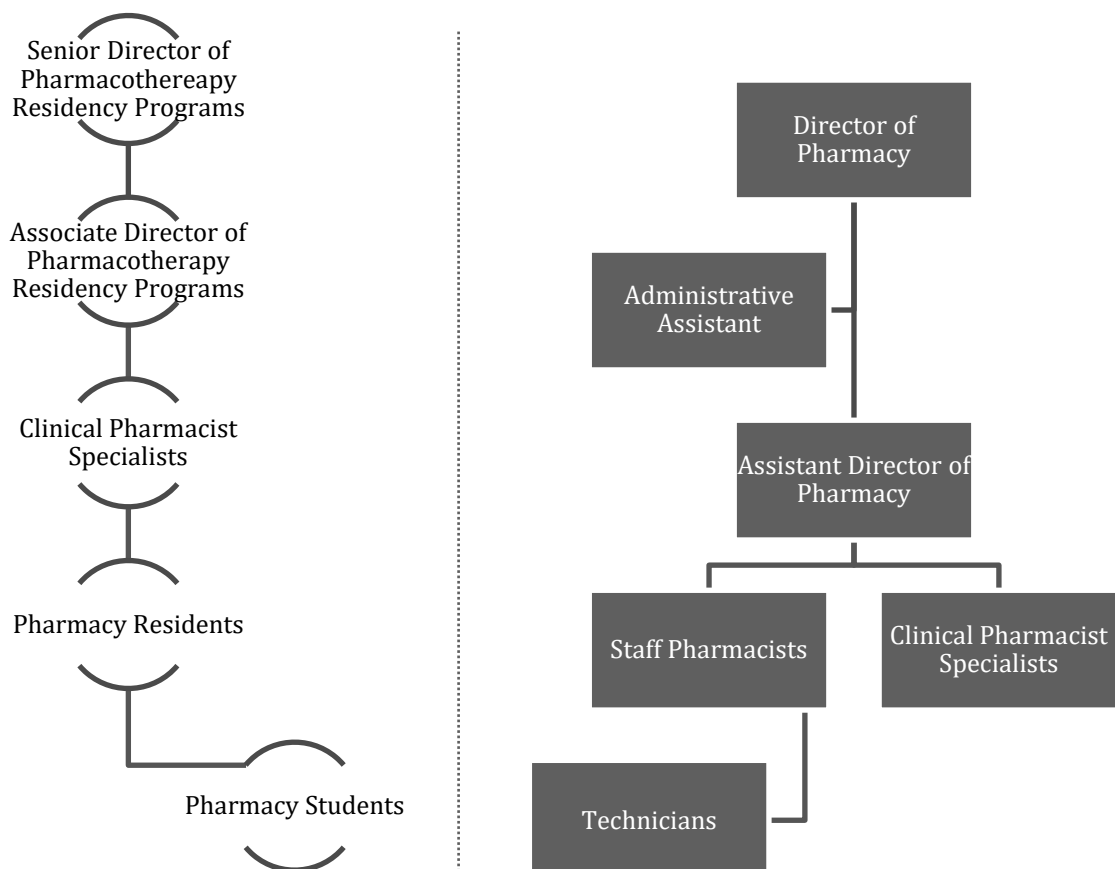 Senior Director of
Pharmacothereapy
Residency Programs
Associate Director of
Pharmacotherapy
Residency Programs
Clinical Pharmacist
Specialists
Pharmacy Residents
Pharmacy Students
Director of
Pharmacy
Administrative
Assistant
Assistant Director of
Pharmacy
Staff Pharmacists
Clinical Pharmacist
Specialists
Technicians